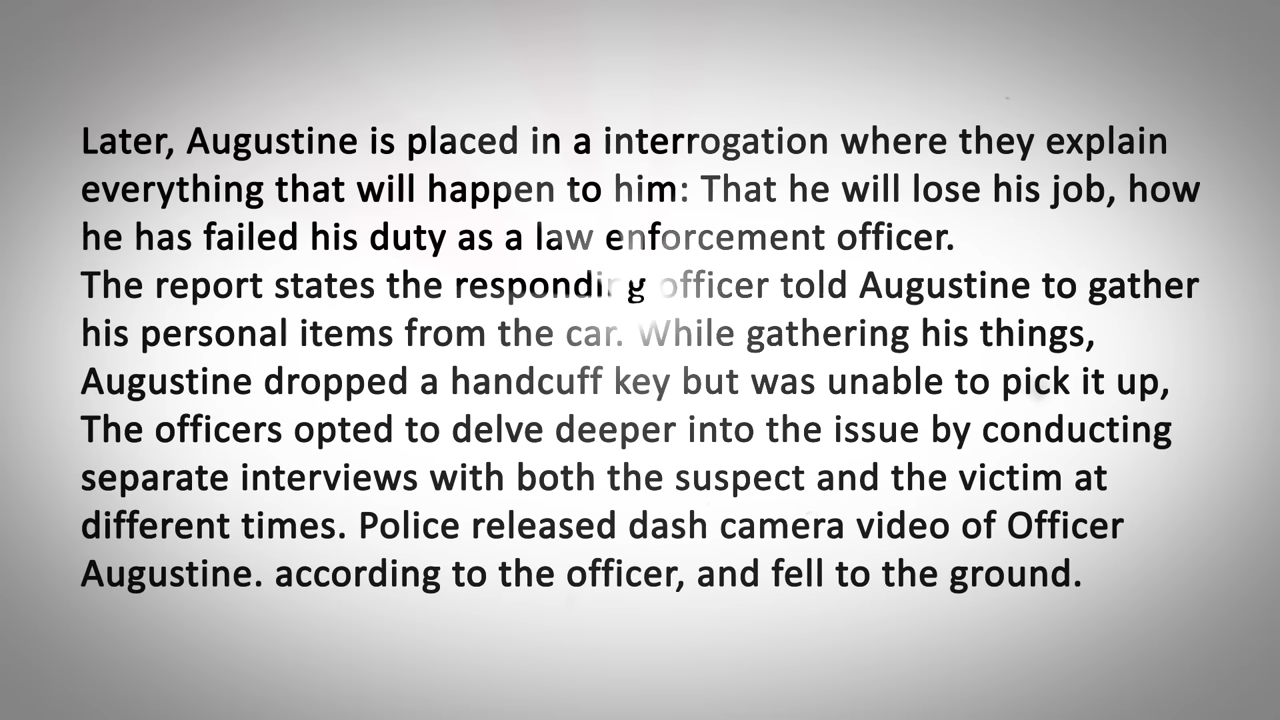 Later, Augustine is placed in a interrogation where they explain
everything that will happen to him: That he will lose his job, how
he has failed his duty as a law enforcement officer.
The report states the responding officer told Augustine to gather
his personal items from the car. While gathering his things,
Augustine dropped a handcuff key but was unable to pick it up,
The officers opted to delve deeper into the issue by conducting
separate interviews with both the suspect and the victim at
different times. Police released dash camera video of Officer
Augustine. according to the officer, and fell to the ground.